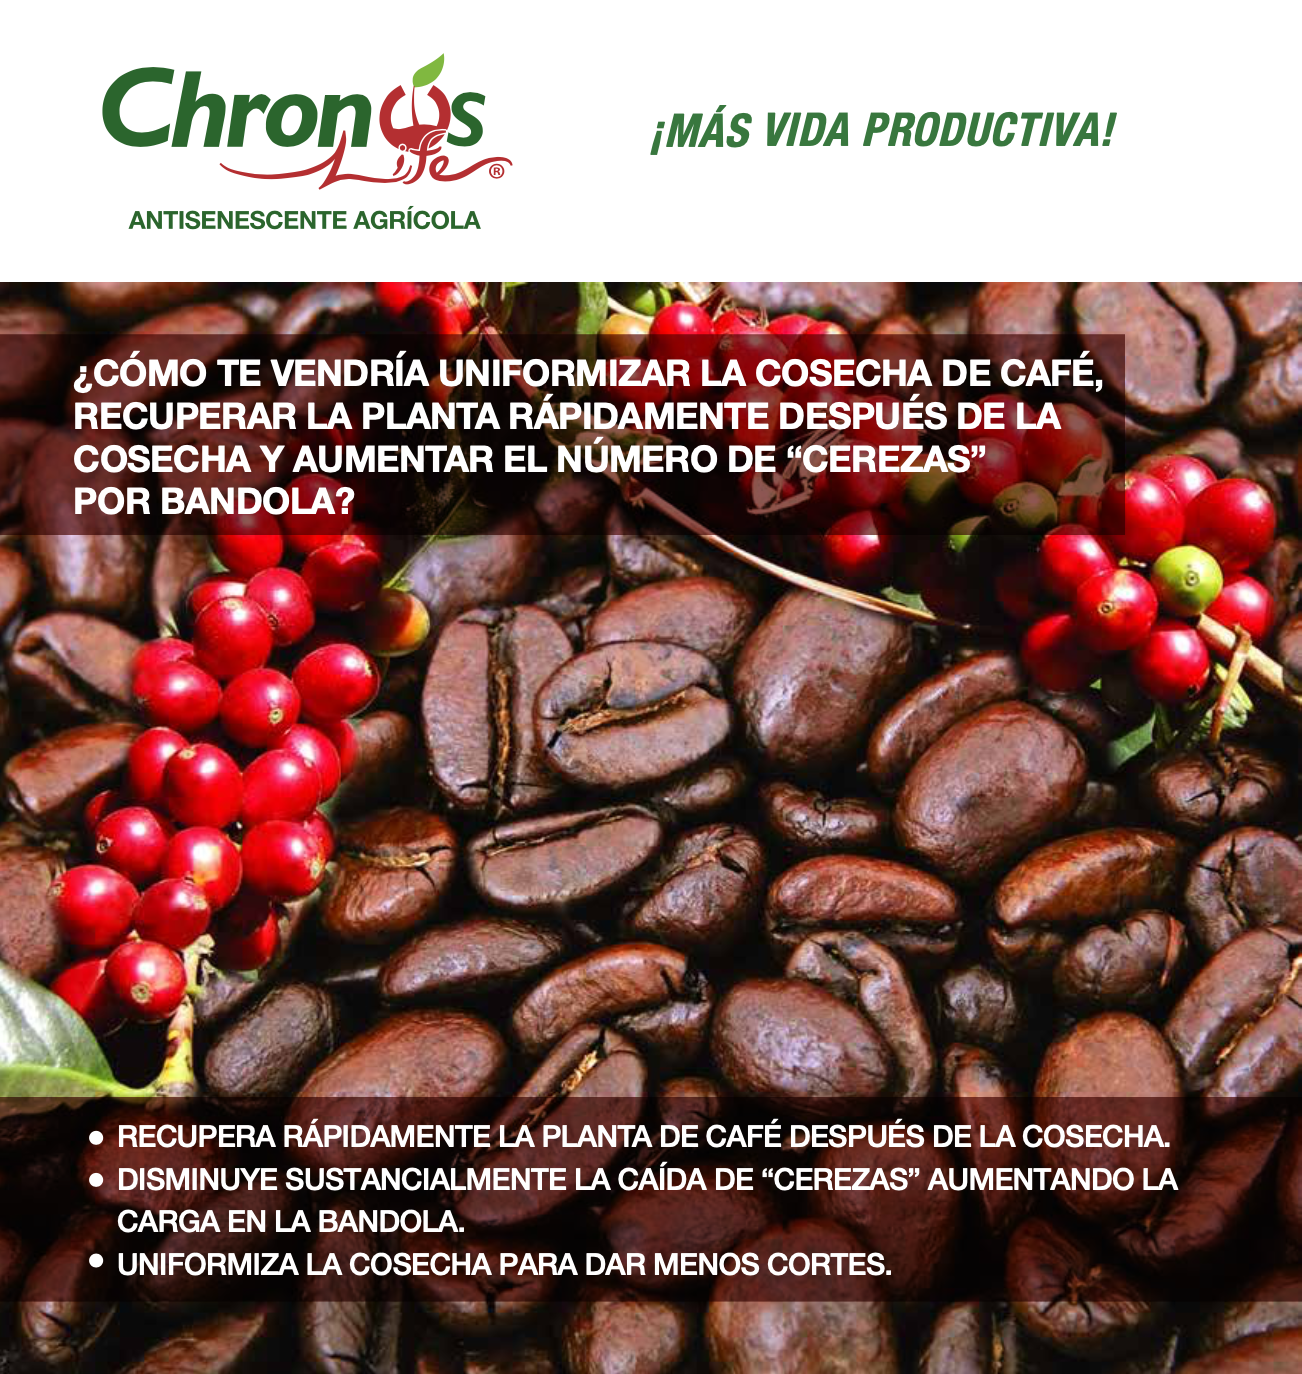 Chronos
Life®
ANTISENESCENTE AGRÍCOLA
¡MÁS VIDA PRODUCTIVA!
¿CÓMO TE VENDRÍA UNIFORMIZAR LA COSECHA DE CAFÉ,
RECUPERAR LA PLANTA RÁPIDAMENTE DESPUÉS DE LA
COSECHA Y AUMENTAR EL NÚMERO DE “CEREZAS”
POR BANDOLA?
● RECUPERA RÁPIDAMENTE LA PLANTA DE CAFÉ DESPUÉS DE LA COSECHA.
● DISMINUYE SUSTANCIALMENTE LA CAÍDA DE “CEREZAS” AUMENTANDO LA
CARGA EN LA BANDOLA.
● UNIFORMIZA LA COSECHA PARA DAR MENOS CORTES.